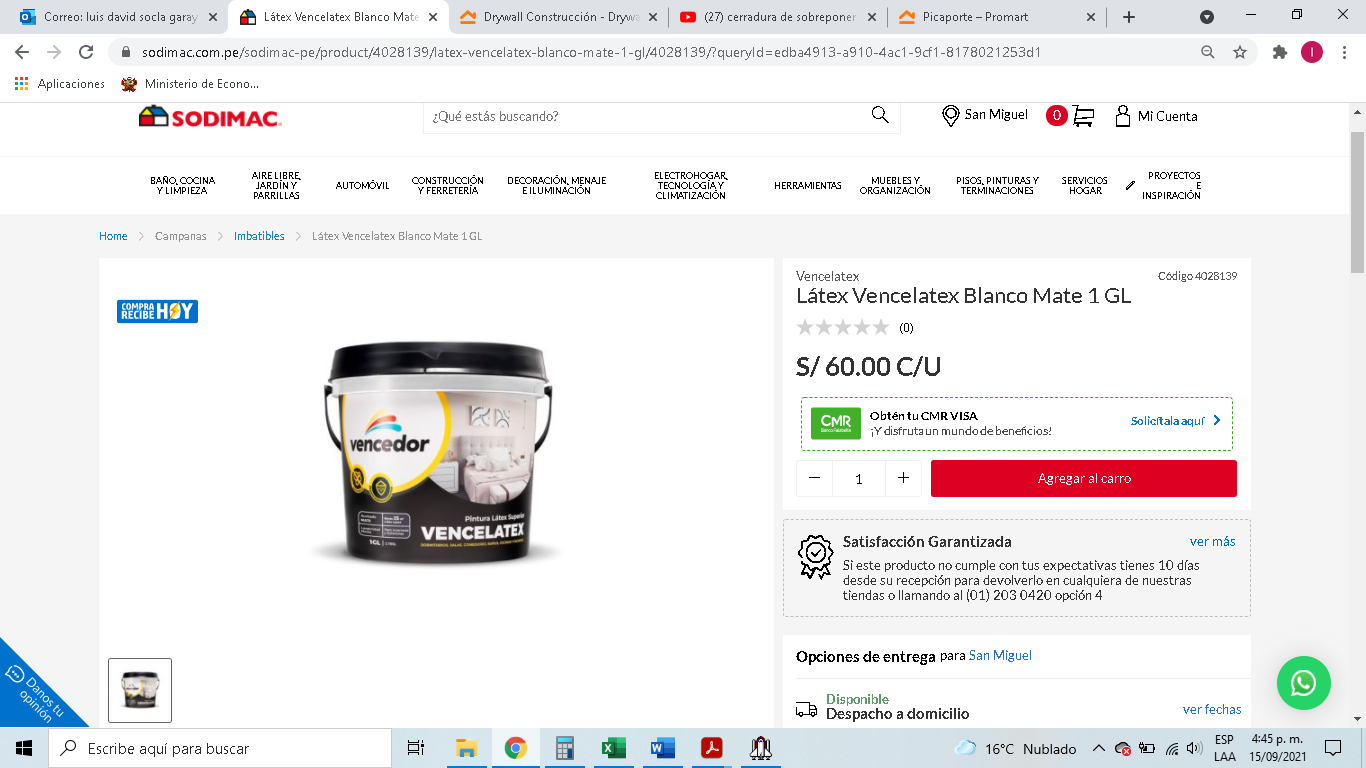 Correo: luis david socla garay
Látex Vencelatex Blanco Mate
Drywall Construcción - Drywa
(22) Cerradura de sobreponer
Picaporte – Promart
sodimac.com.pe/sodimac-pe/product/4028139/latex-vencelatex-blanco-mate-1-gl/4028139/?queryId=edba4913-a910-4ac1-9cf1-8178021253d1
I
Aplicaciones
Ministerio de Econo...
SODIMAC
¿Qué estás buscando?
San Miguel
0
Mi Cuenta
BAÑO, COCINA
Y LIMPIEZA
AIRE LIBRE,
JARDÍN Y
PARRILLAS
AUTOMÓVIL
CONSTRUCCIÓN
Y FERRETERÍA
DECORACIÓN, MENAJE
E ILUMINACIÓN
ELECTROHOGAR,
TECNOLOGÍA Y
CLIMATIZACIÓN
HERRAMIENTAS
MUEBLES Y
ORGANIZACIÓN
PISOS, PINTURAS Y
TERMINACIONES
SERVICIOS
HOGAR
PROYECTOS
E
INSPIRACIÓN
Home
Campanas
Imbatibles
Látex Vencelatex Blanco Mate 1 GL
COMPRA
RECIBE HOY
vencedor
Pintura Látex Superior
VENCELATEX
1GL
Vencelatex
Código 4028139
Látex Vencelatex Blanco Mate 1 GL
(0)
S/ 60.00 C/U
CMR
Banco Falabella
Obtén tu CMR VISA
¡Y disfruta un mundo de beneficios!
Solicítala aquí
1
Agregar al carro
Satisfacción Garantizada
ver más
Si este producto no cumple con tus expectativas tienes 10 días
desde su recepción para devolverlo en cualquiera de nuestras
tiendas o llamando al (01) 203 0420 opción 4
Opciones de entrega para San Miguel
Disponible
Despacho a domicilio
ver fechas
Danos tu
opinión
Escribe aquí para buscar
16°C Nublado
ESP
LAA
4:45 p. m.
15/09/2021